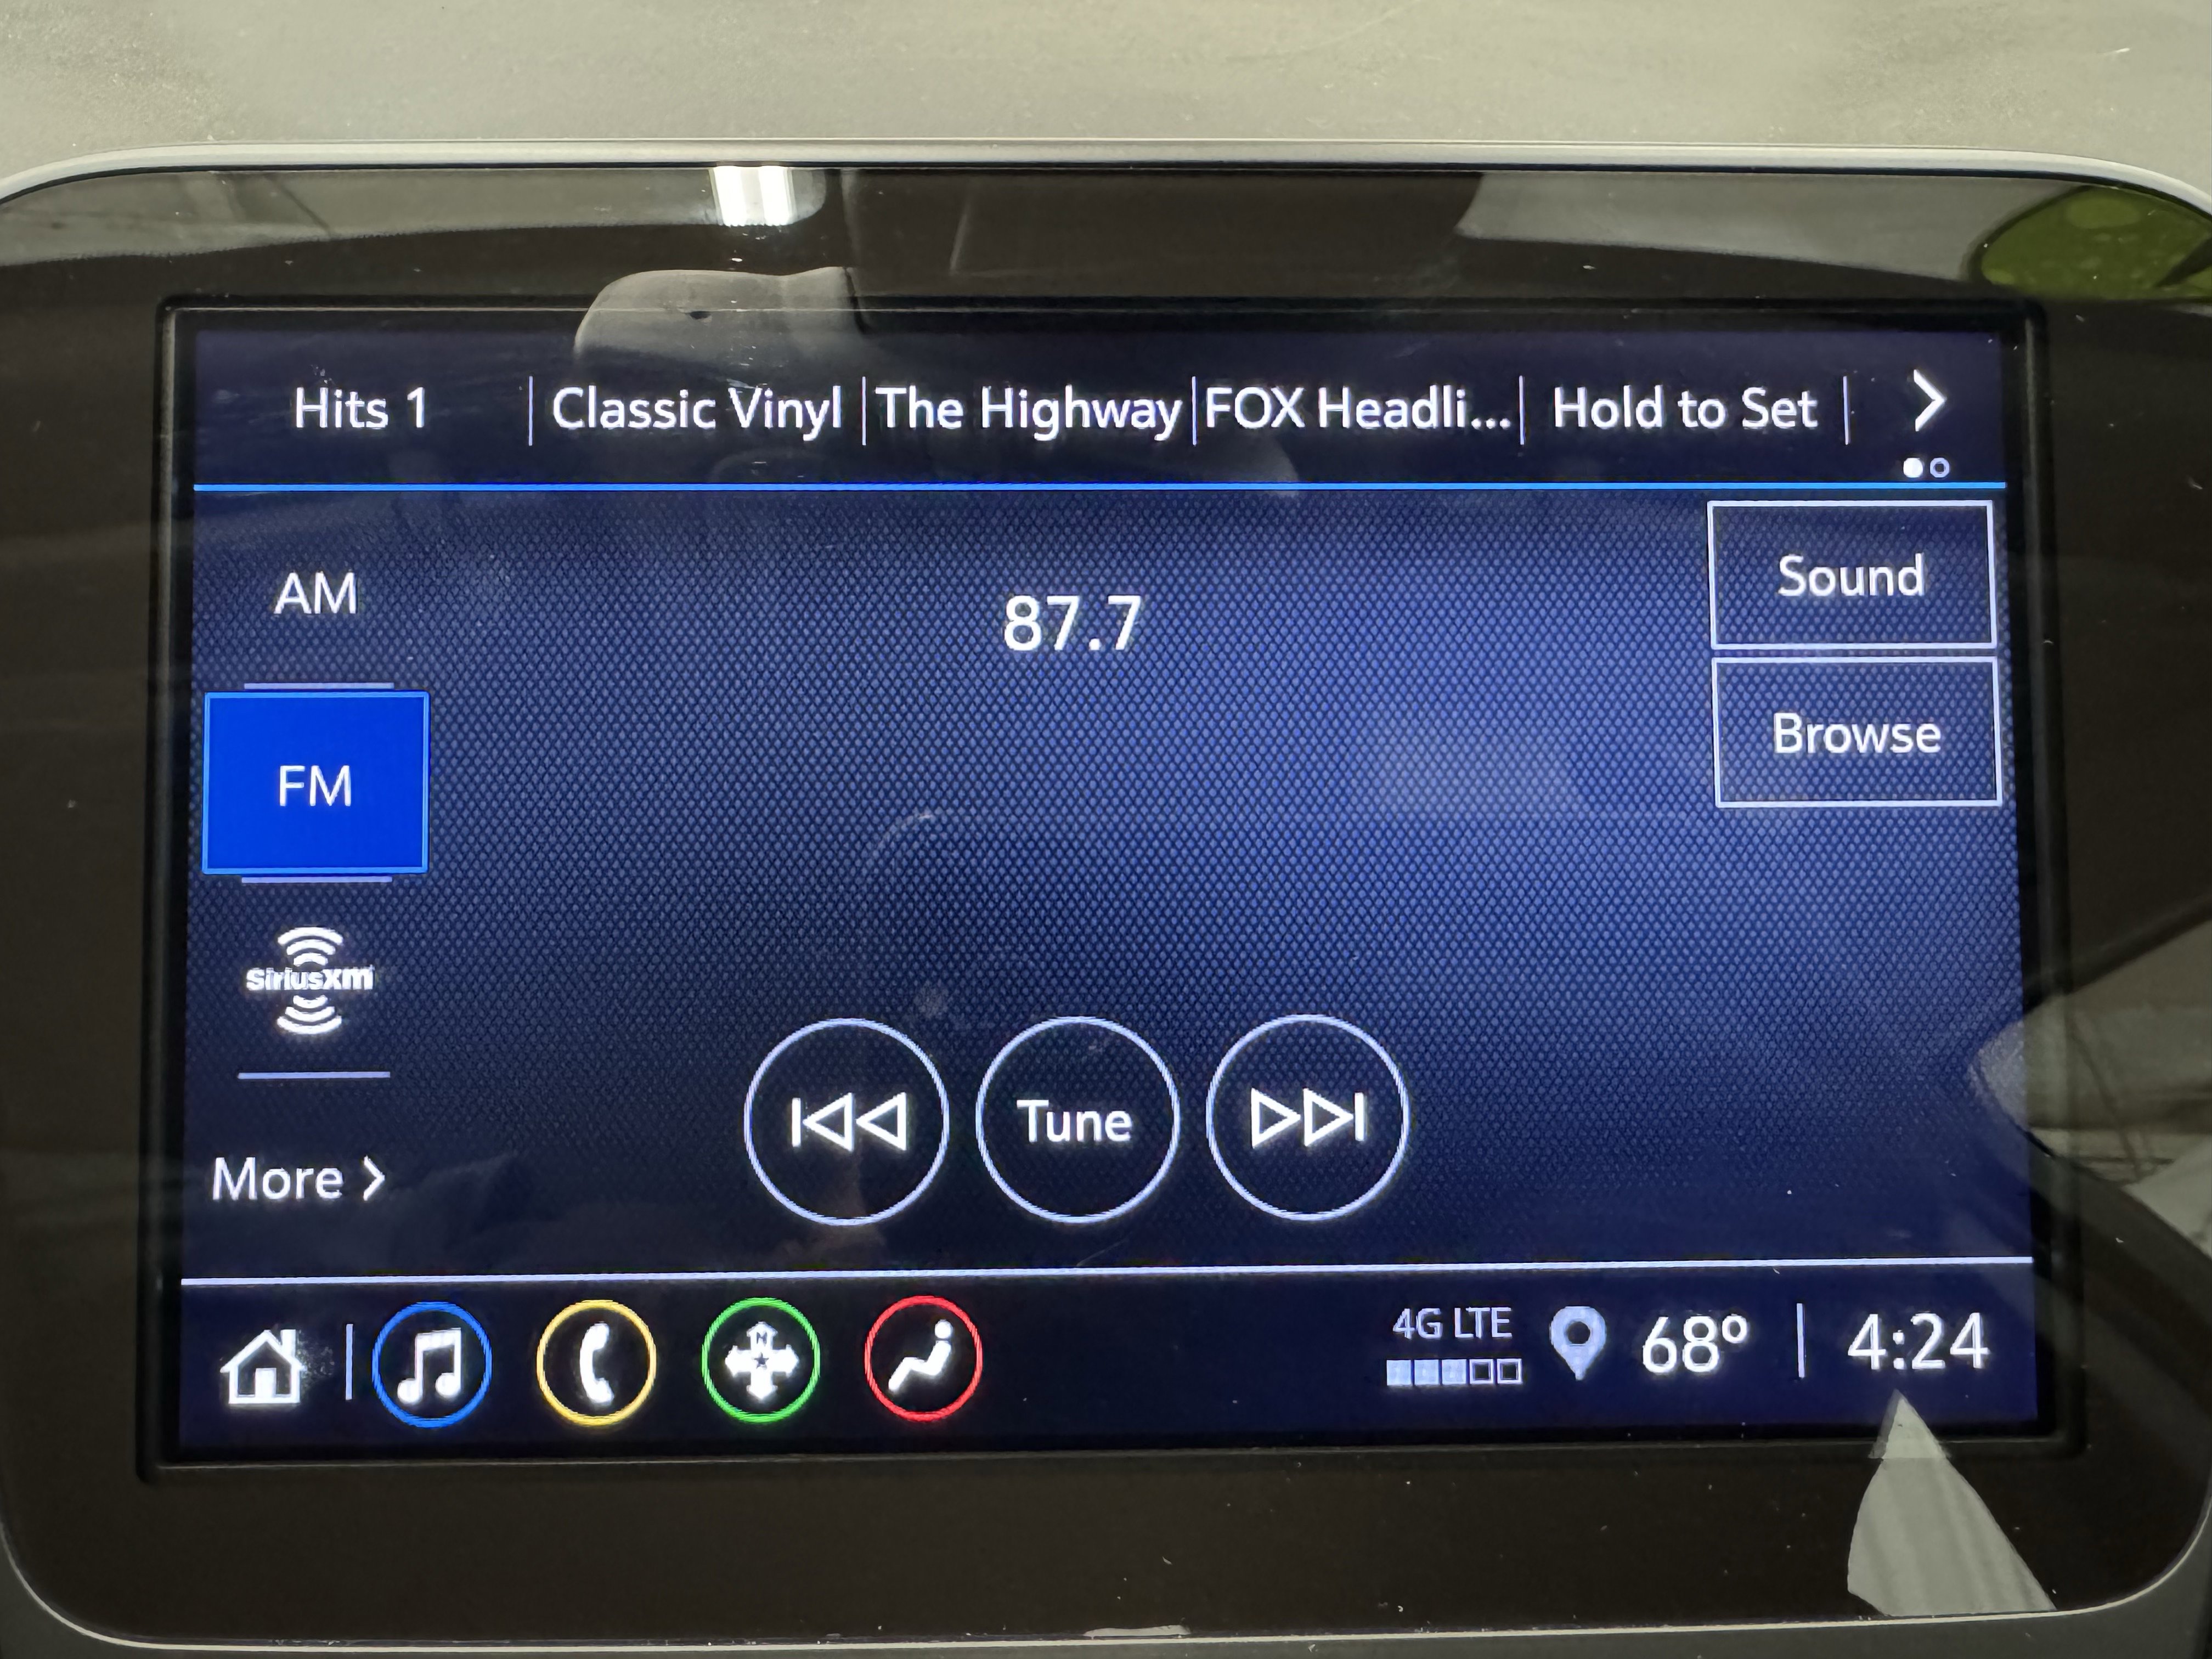 Hits 1
Classic Vinyl
The Highway
FOX Headli...
Hold to Set
AM
87.7
Sound
FM
Browse
SiriusXM
More
Tune
N
4G LTE
68°
4:24